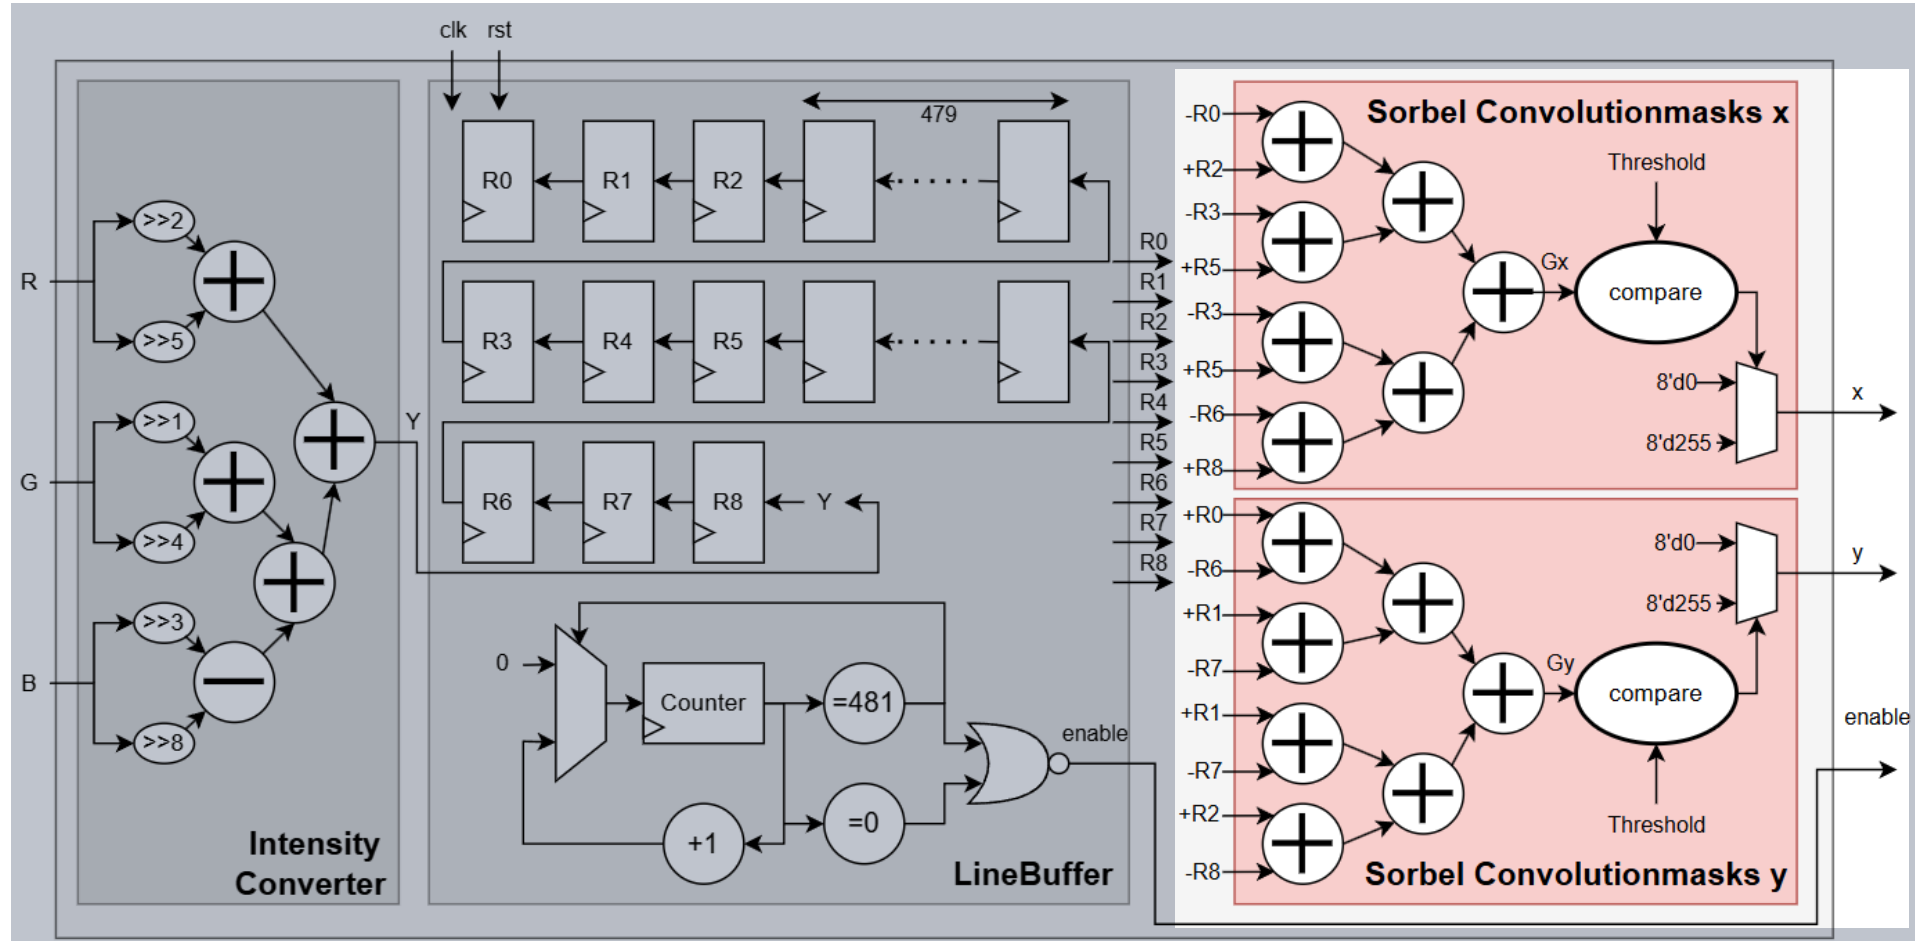 clk
rst
R
>>2
>>5
G
>>1
>>4
B
>>3
>>8
Y
Intensity
Converter
479
R0
R1
R2
R3
R4
R5
R6
R7
R8
Y
0
Counter
=481
=0
+1
enable
LineBuffer
R0
R1
R2
R3
R4
R5
R6
R7
R8
Sorbel Convolutionmasks x
-R0
+R2
-R3
+R5
-R3
+R5
-R6
+R8
Gx
Threshold
compare
8'd0
8'd255
x
+R0
-R6
+R1
-R7
+R1
-R7
+R2
-R8
Gy
8'd0
8'd255
compare
Threshold
y
enable
Sorbel Convolutionmasks y